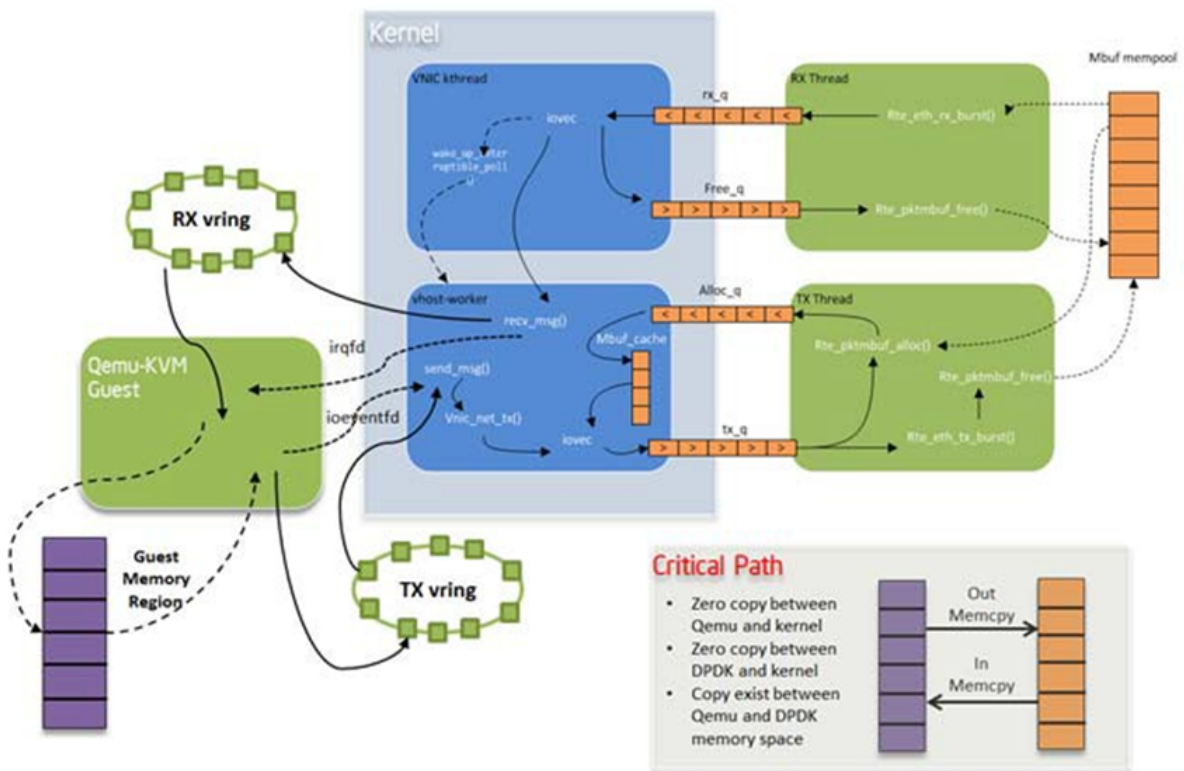 Kernel
VNIC kthread
iovec
wake_up_inter
ruptible_poll
()
rx_q
< < < < <
Free_q
> > > > >
RX Thread
Rte_eth_rx_burst()
Rte_pktmbuf_free()
Mbuf mempool
RX vring
vhost-worker
recv_msg()
send_msg()
Vnic_net_tx()
iovec
Mbuf_cache
Alloc_q
< < < < <
tx_q
> > > > >
TX Thread
Rte_pktmbuf_alloc()
Rte_pktmbuf_free()
Rte_eth_tx_burst()
Qemu-KVM
Guest
irqfd
ioeventfd
Guest
Memory
Region
TX vring
Critical Path
• Zero copy between
Qemu and kernel
• Zero copy between
DPDK and kernel
• Copy exist between
Qemu and DPDK
memory space
Out
Memcpy
In
Memcpy